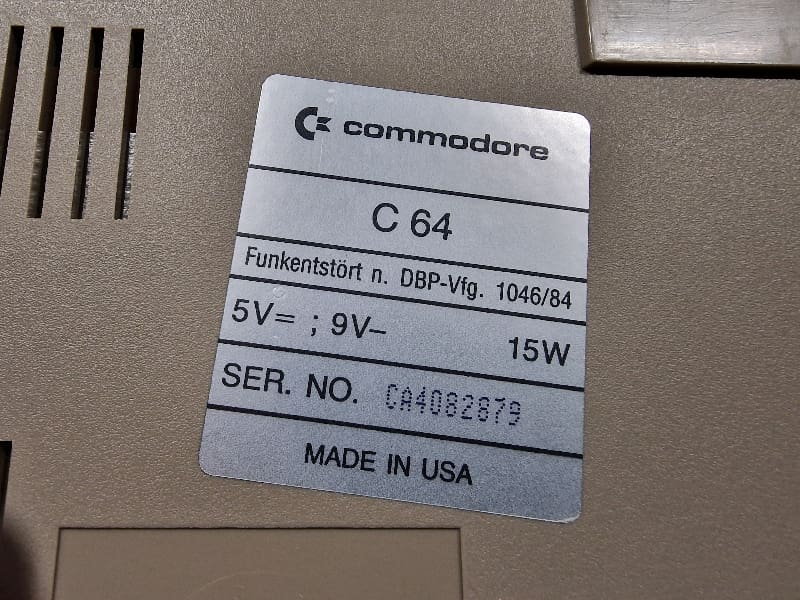 commodore
C 64
Funkentstört n. DBP-Vfg. 1046/84
5V= ; 9V– 15W
SER. NO. CA4082879
MADE IN USA